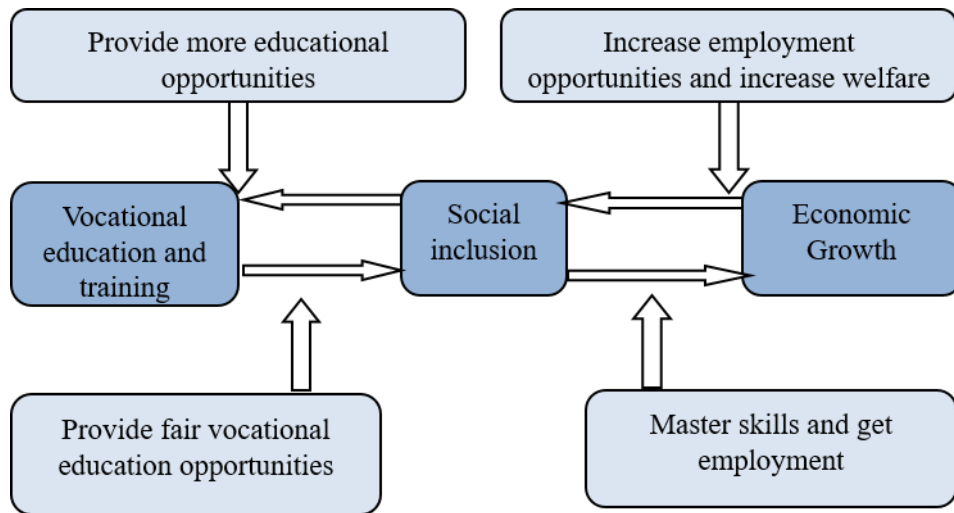 Provide more educational
opportunities
Increase employment
opportunities and increase welfare
Vocational
education and
training
Social
inclusion
Economic
Growth
Provide fair vocational
education opportunities
Master skills and get
employment